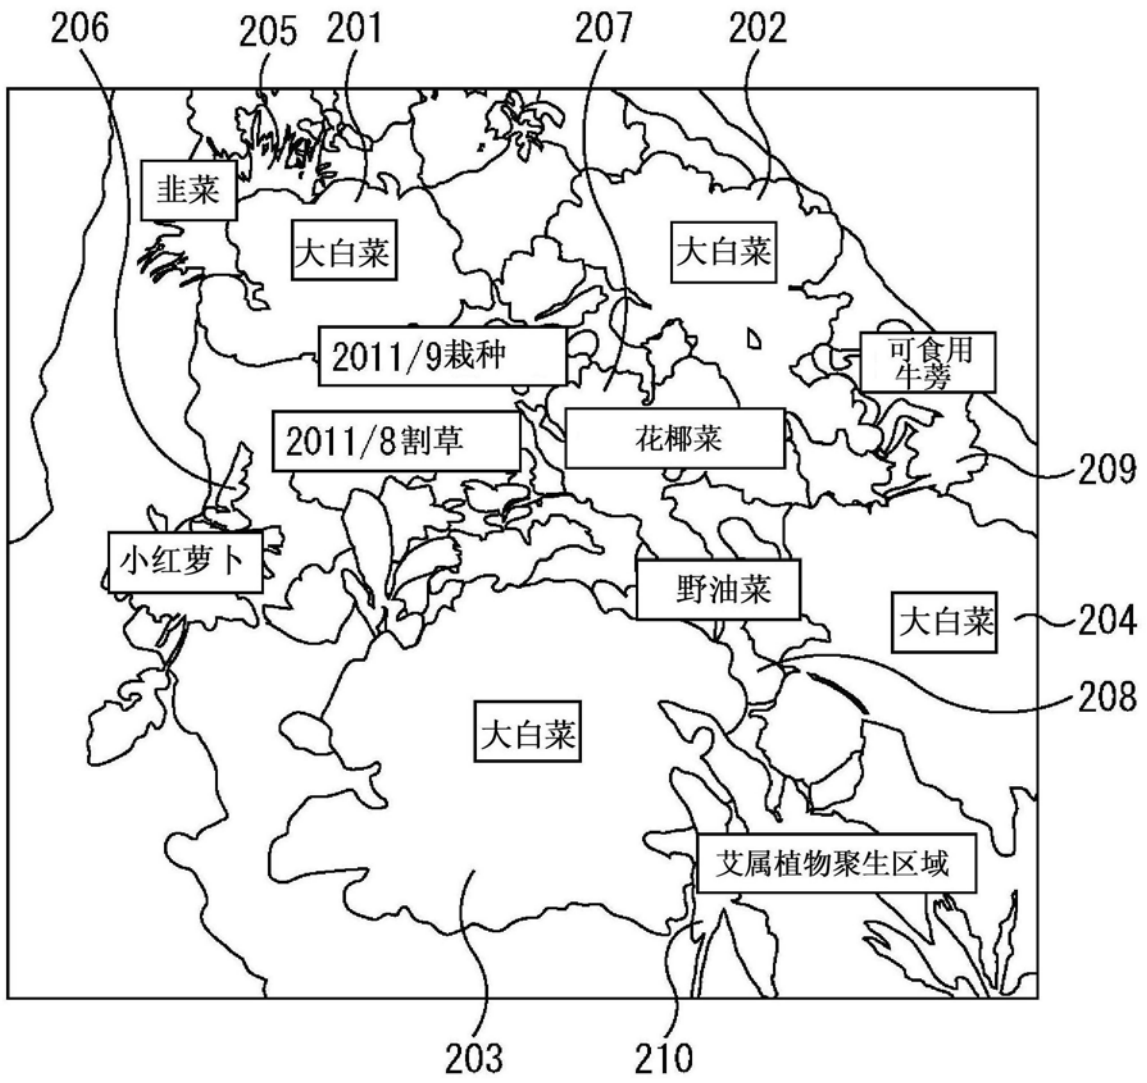 206
205
201
207
202
韭菜
大白菜
大白菜
2011/9栽种
可食用
牛蒡
2011/8割草
花椰菜
209
小红萝卜
野油菜
大白菜
204
208
大白菜
艾属植物聚生区域
203
210